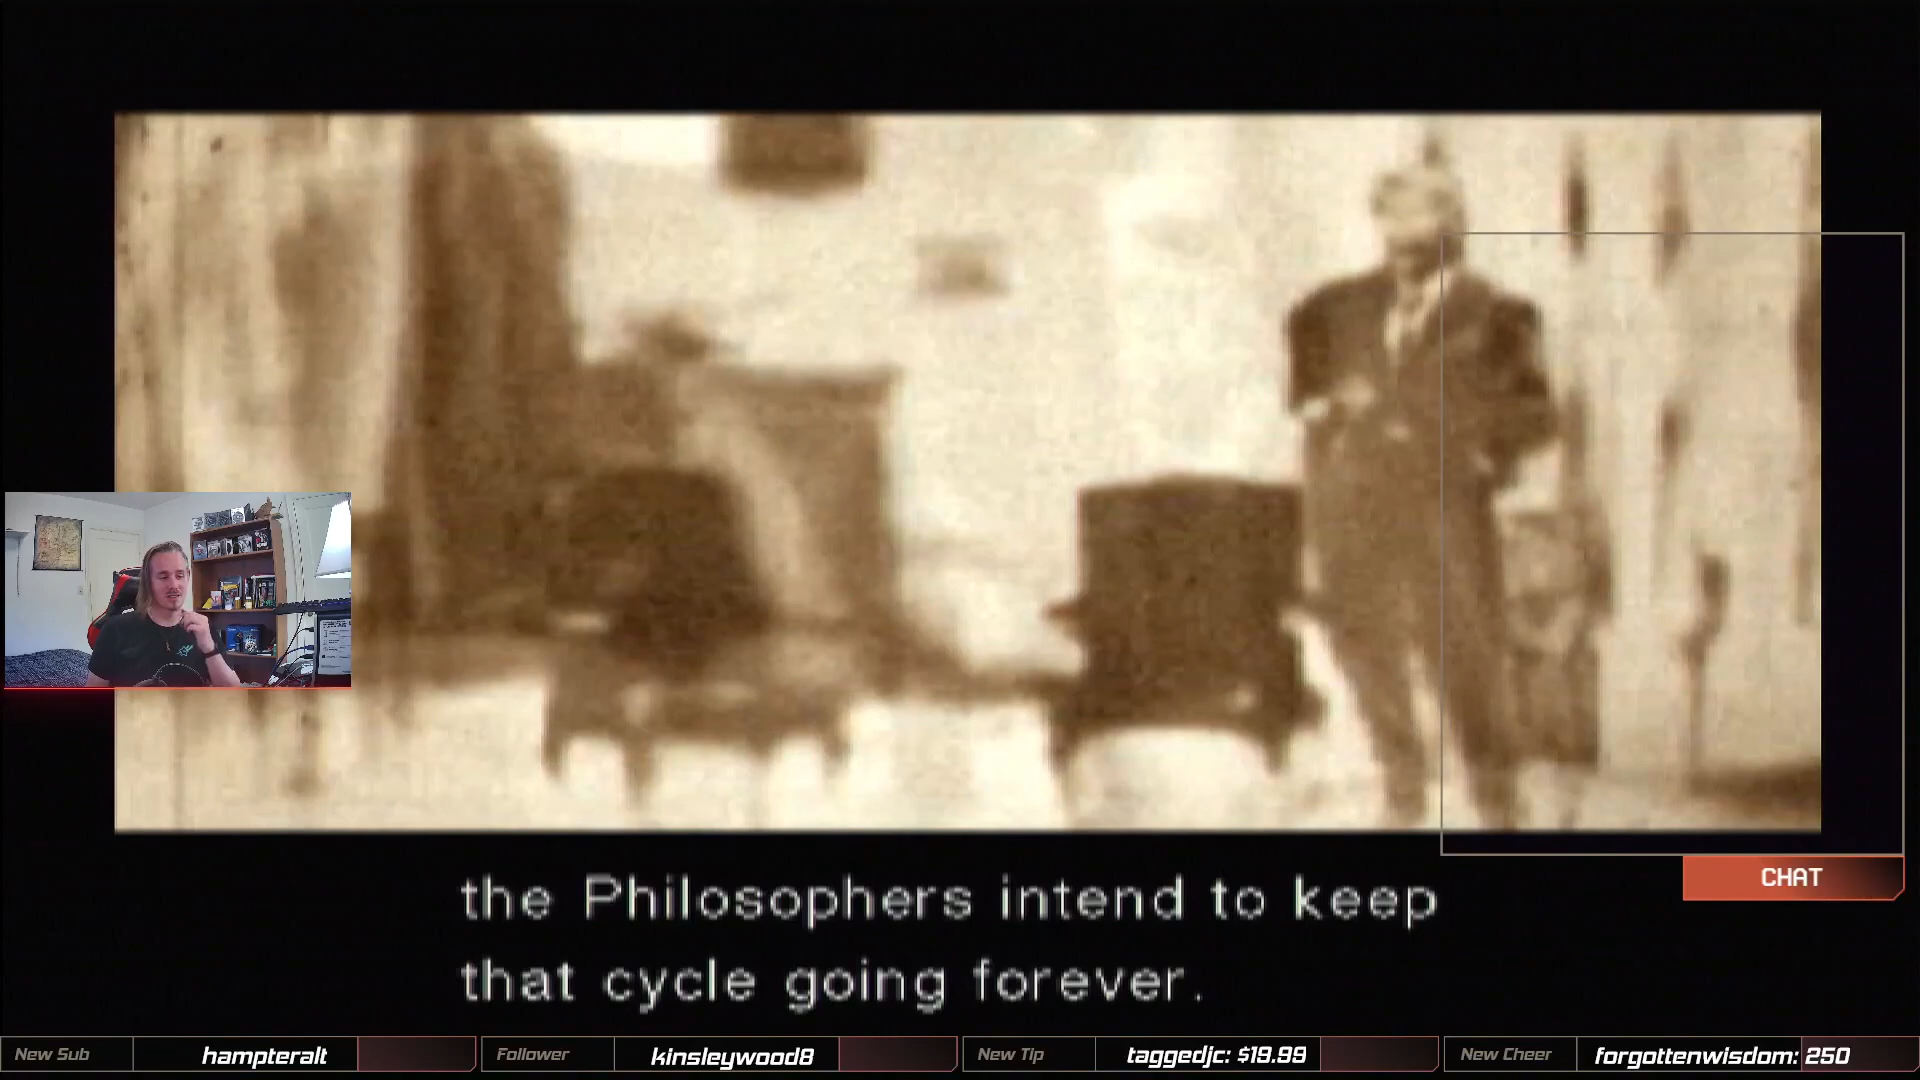 the Philosophers intend to keep
that cycle going forever.
CHAT
New Sub hampteralt
Follower kinsleywood8
New Tip taggedjc: $19.99
New Cheer forgottenwisdom: 250